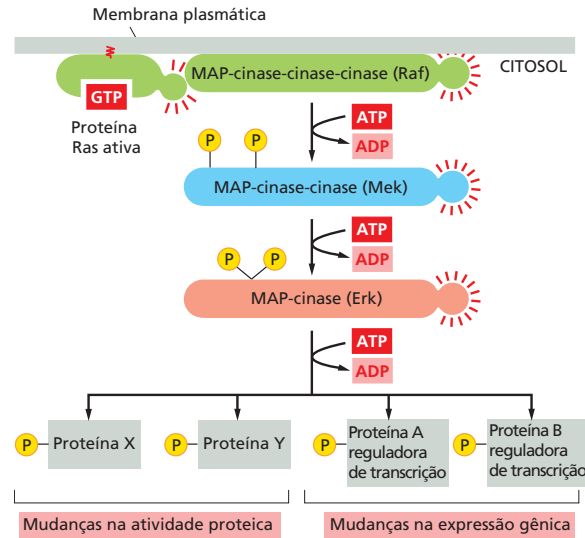 Membrana plasmática
MAP-cinase-cinase-cinase (Raf)
CITOSOL
GTP
Proteína
Ras ativa
ATP
ADP
P
P
MAP-cinase-cinase (Mek)
ATP
ADP
P
P
MAP-cinase (Erk)
ATP
ADP
P
Proteína X
P
Proteína Y
P
Proteína A
reguladora
de transcrição
P
Proteína B
reguladora
de transcrição
Mudanças na atividade proteica
Mudanças na expressão gênica